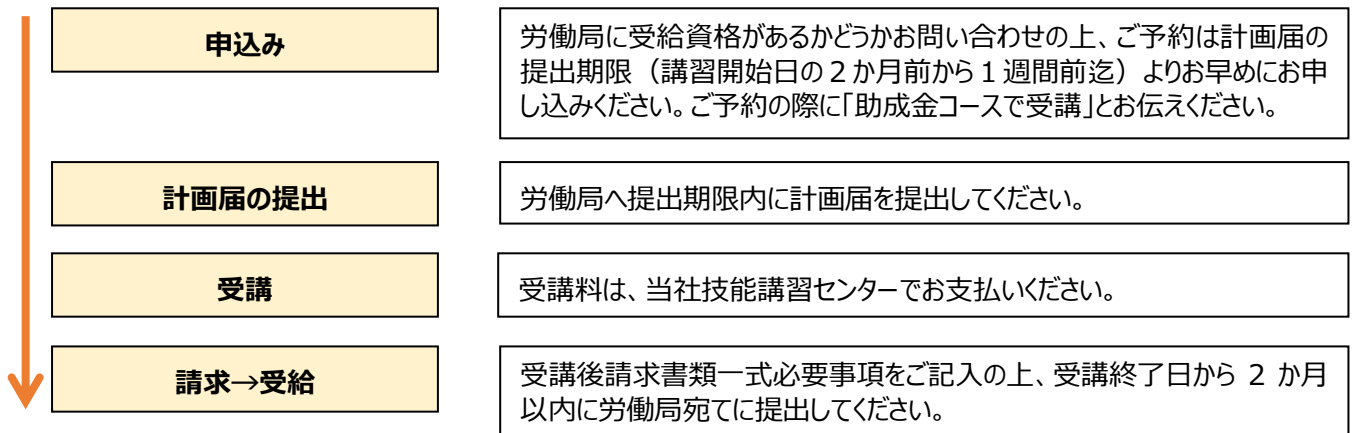 申込み
労働局に受給資格があるかどうかお問い合わせの上、ご予約は計画届の
提出期限（講習開始日の２か月前から１週間前迄）よりお早めにお申
し込みください。ご予約の際に「助成金コースで受講」とお伝えください。
計画届の提出
労働局へ提出期限内に計画届を提出してください。
受講
受講料は、当社技能講習センターでお支払いください。
請求→受給
受講後請求書類一式必要事項をご記入の上、受講終了日から 2 か月
以内に労働局宛てに提出してください。